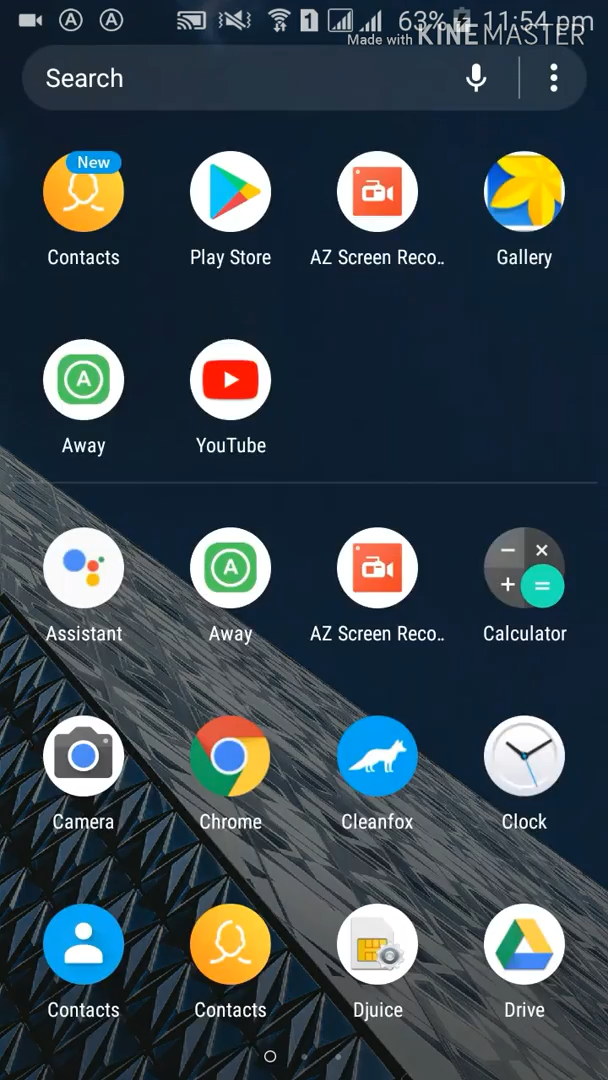 1 63% 11:54 pm
Made with KINEMASTER
Search
New
Contacts Play Store AZ Screen Reco.. Gallery
A
Away YouTube
A
Assistant Away AZ Screen Reco.. Calculator
Camera Chrome Cleanfox Clock
Contacts Contacts Djuice Drive